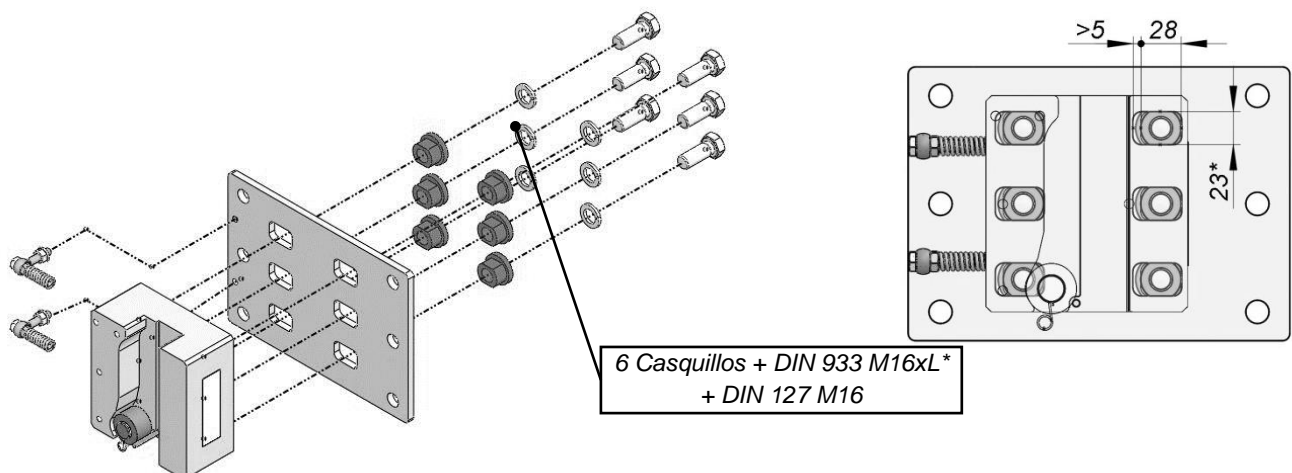 >5
28
23*
6 Casquillos + DIN 933 M16xL*
+ DIN 127 M16